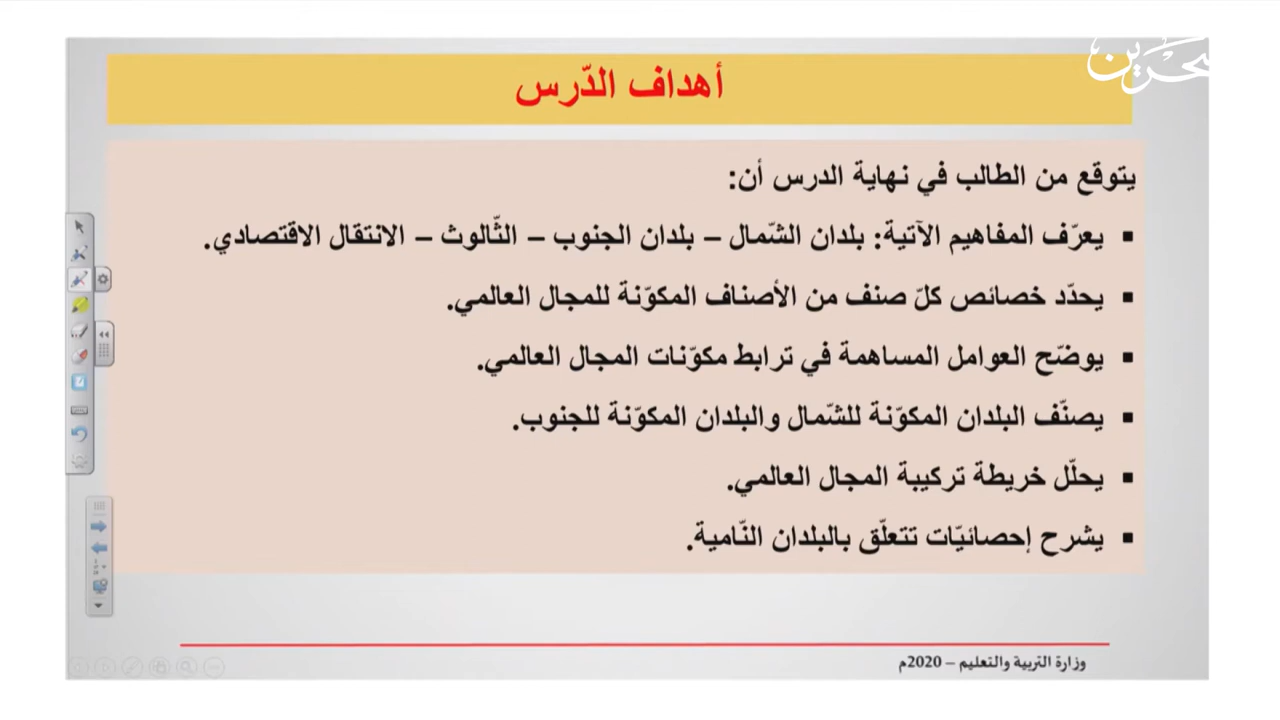 البحرين
أهداف الدّرس
يتوقع من الطالب في نهاية الدرس أن:
▪ يعرّف المفاهيم الآتية: بلدان الشّمال – بلدان الجنوب – الثّالوث – الانتقال الاقتصادي.
▪ يحدّد خصائص كلّ صنف من الأصناف المكوّنة للمجال العالمي.
▪ يوضّح العوامل المساهمة في ترابط مكوّنات المجال العالمي.
▪ يصنّف البلدان المكوّنة للشّمال والبلدان المكوّنة للجنوب.
▪ يحلّل خريطة تركيبة المجال العالمي.
▪ يشرح إحصائيّات تتعلّق بالبلدان النّامية.
وزارة التربية والتعليم – 2020م